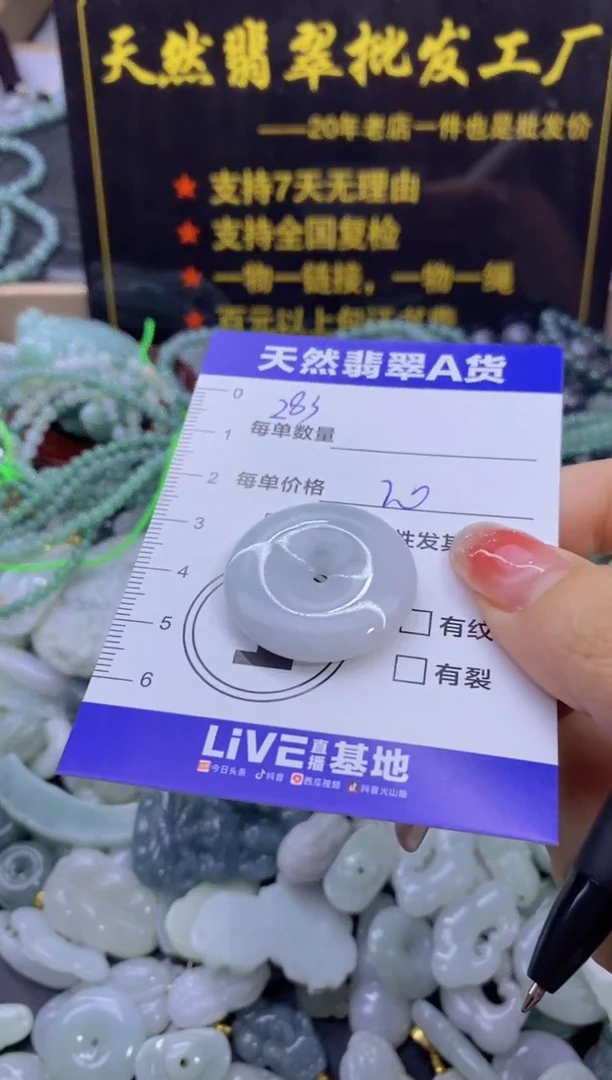 天然翡翠批发工厂
——20年老店一件也是批发价
★ 支持7天无理由
★ 支持全国复检
★ 一物一链接，一物一绳
天然翡翠A货
0
283
1 每单数量
2 每单价格 20
3
性发
4
5 □ 有纹
□ 有裂
6
LiVE直播基地
今日头条 抖音 西瓜视频 抖音火山版